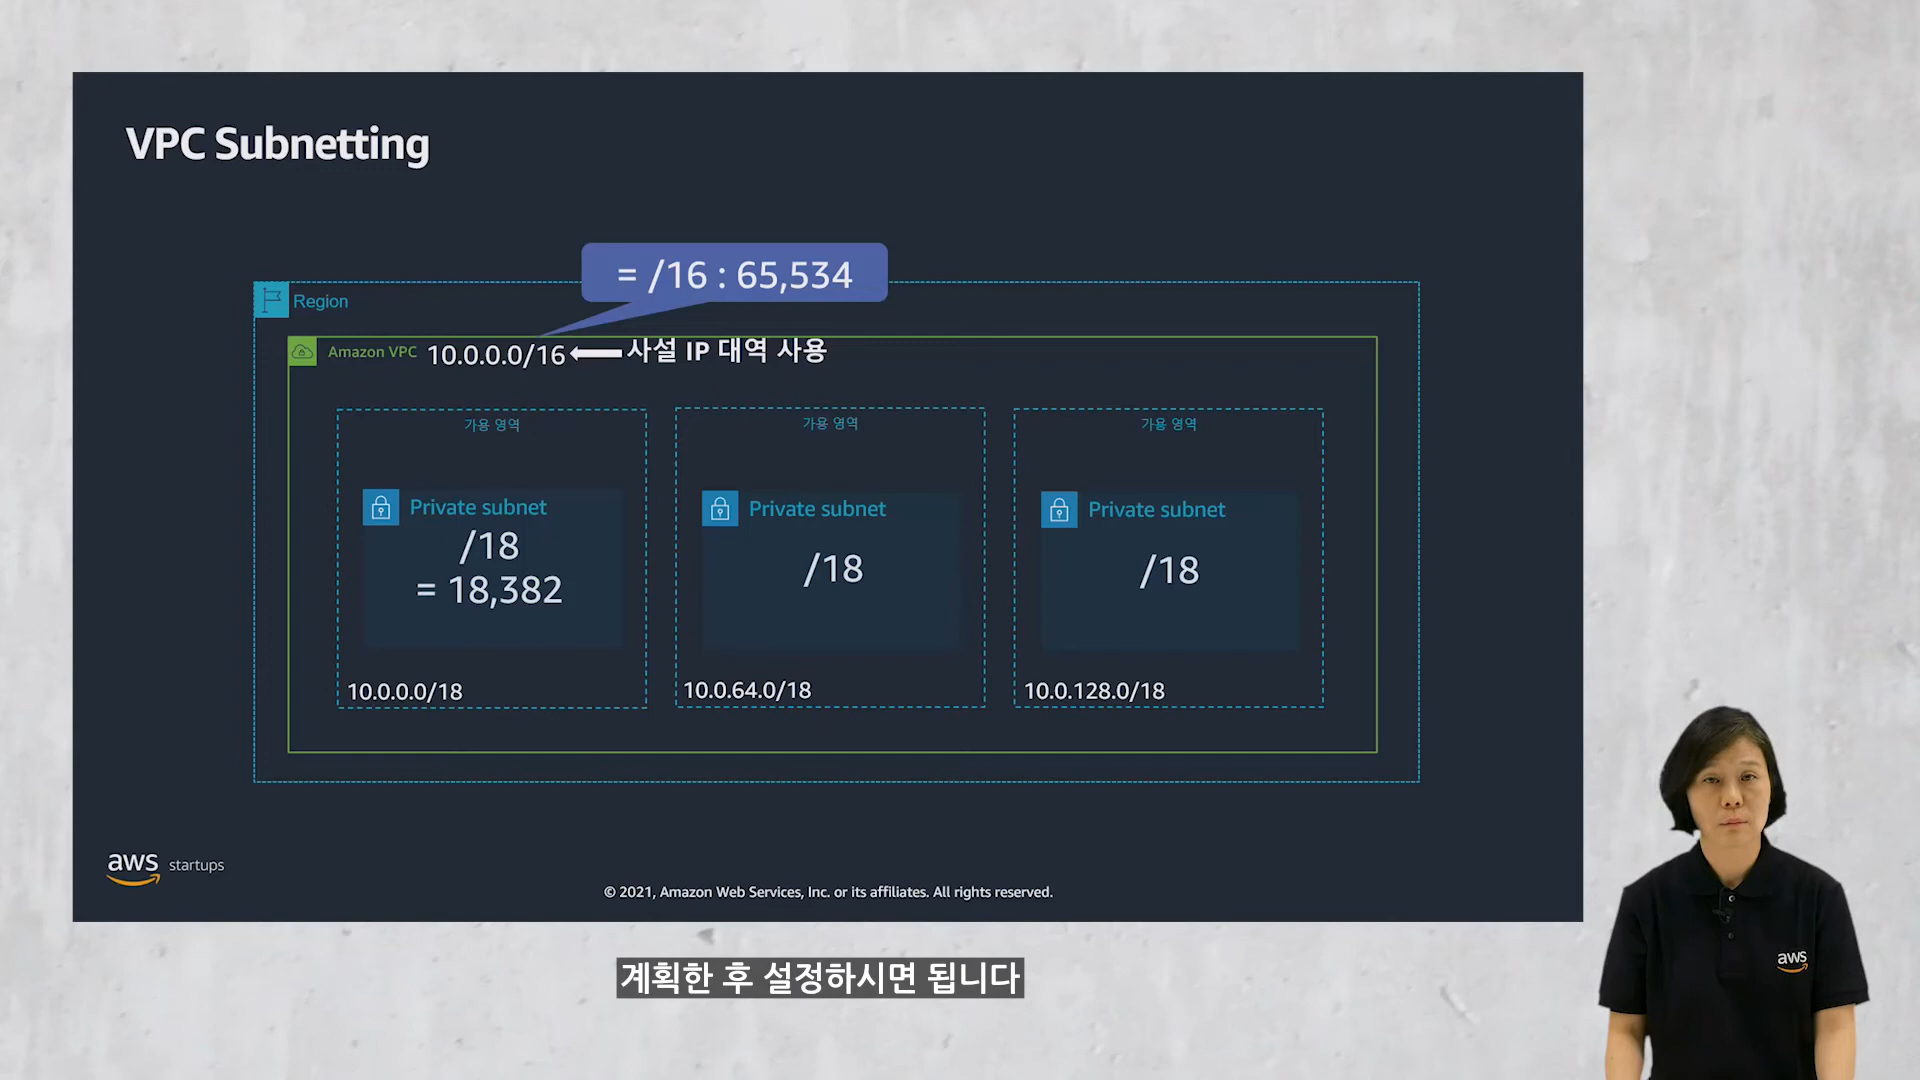 VPC Subnetting
= /16 : 65,534
Region
Amazon VPC 10.0.0.0/16 사설 IP 대역 사용
가용 영역
Private subnet
/18
= 18,382
10.0.0.0/18
가용 영역
Private subnet
/18
10.0.64.0/18
가용 영역
Private subnet
/18
10.0.128.0/18
aws startups
© 2021, Amazon Web Services, Inc. or its affiliates. All rights reserved.
aws
계획한 후 설정하시면 됩니다